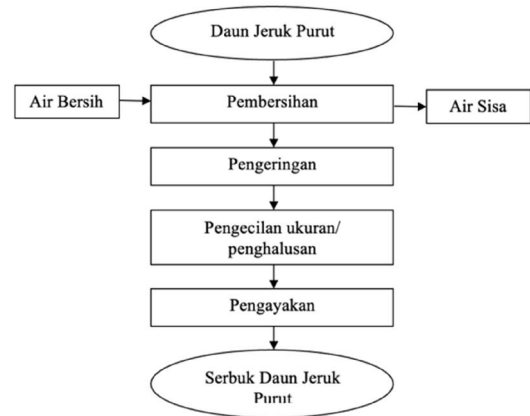 Daun Jeruk Purut
Air Bersih
Pembersihan
Air Sisa
Pengeringan
Pengecilan ukuran/
penghalusan
Pengayakan
Serbuk Daun Jeruk
Purut